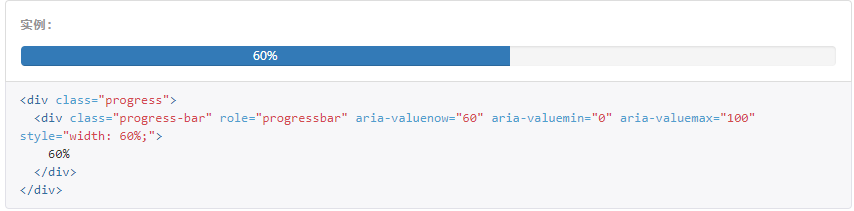 实例：
60%
<div class="progress">
  <div class="progress-bar" role="progressbar" aria-valuenow="60" aria-valuemin="0" aria-valuemax="100"
style="width: 60%;">
    60%
  </div>
</div>